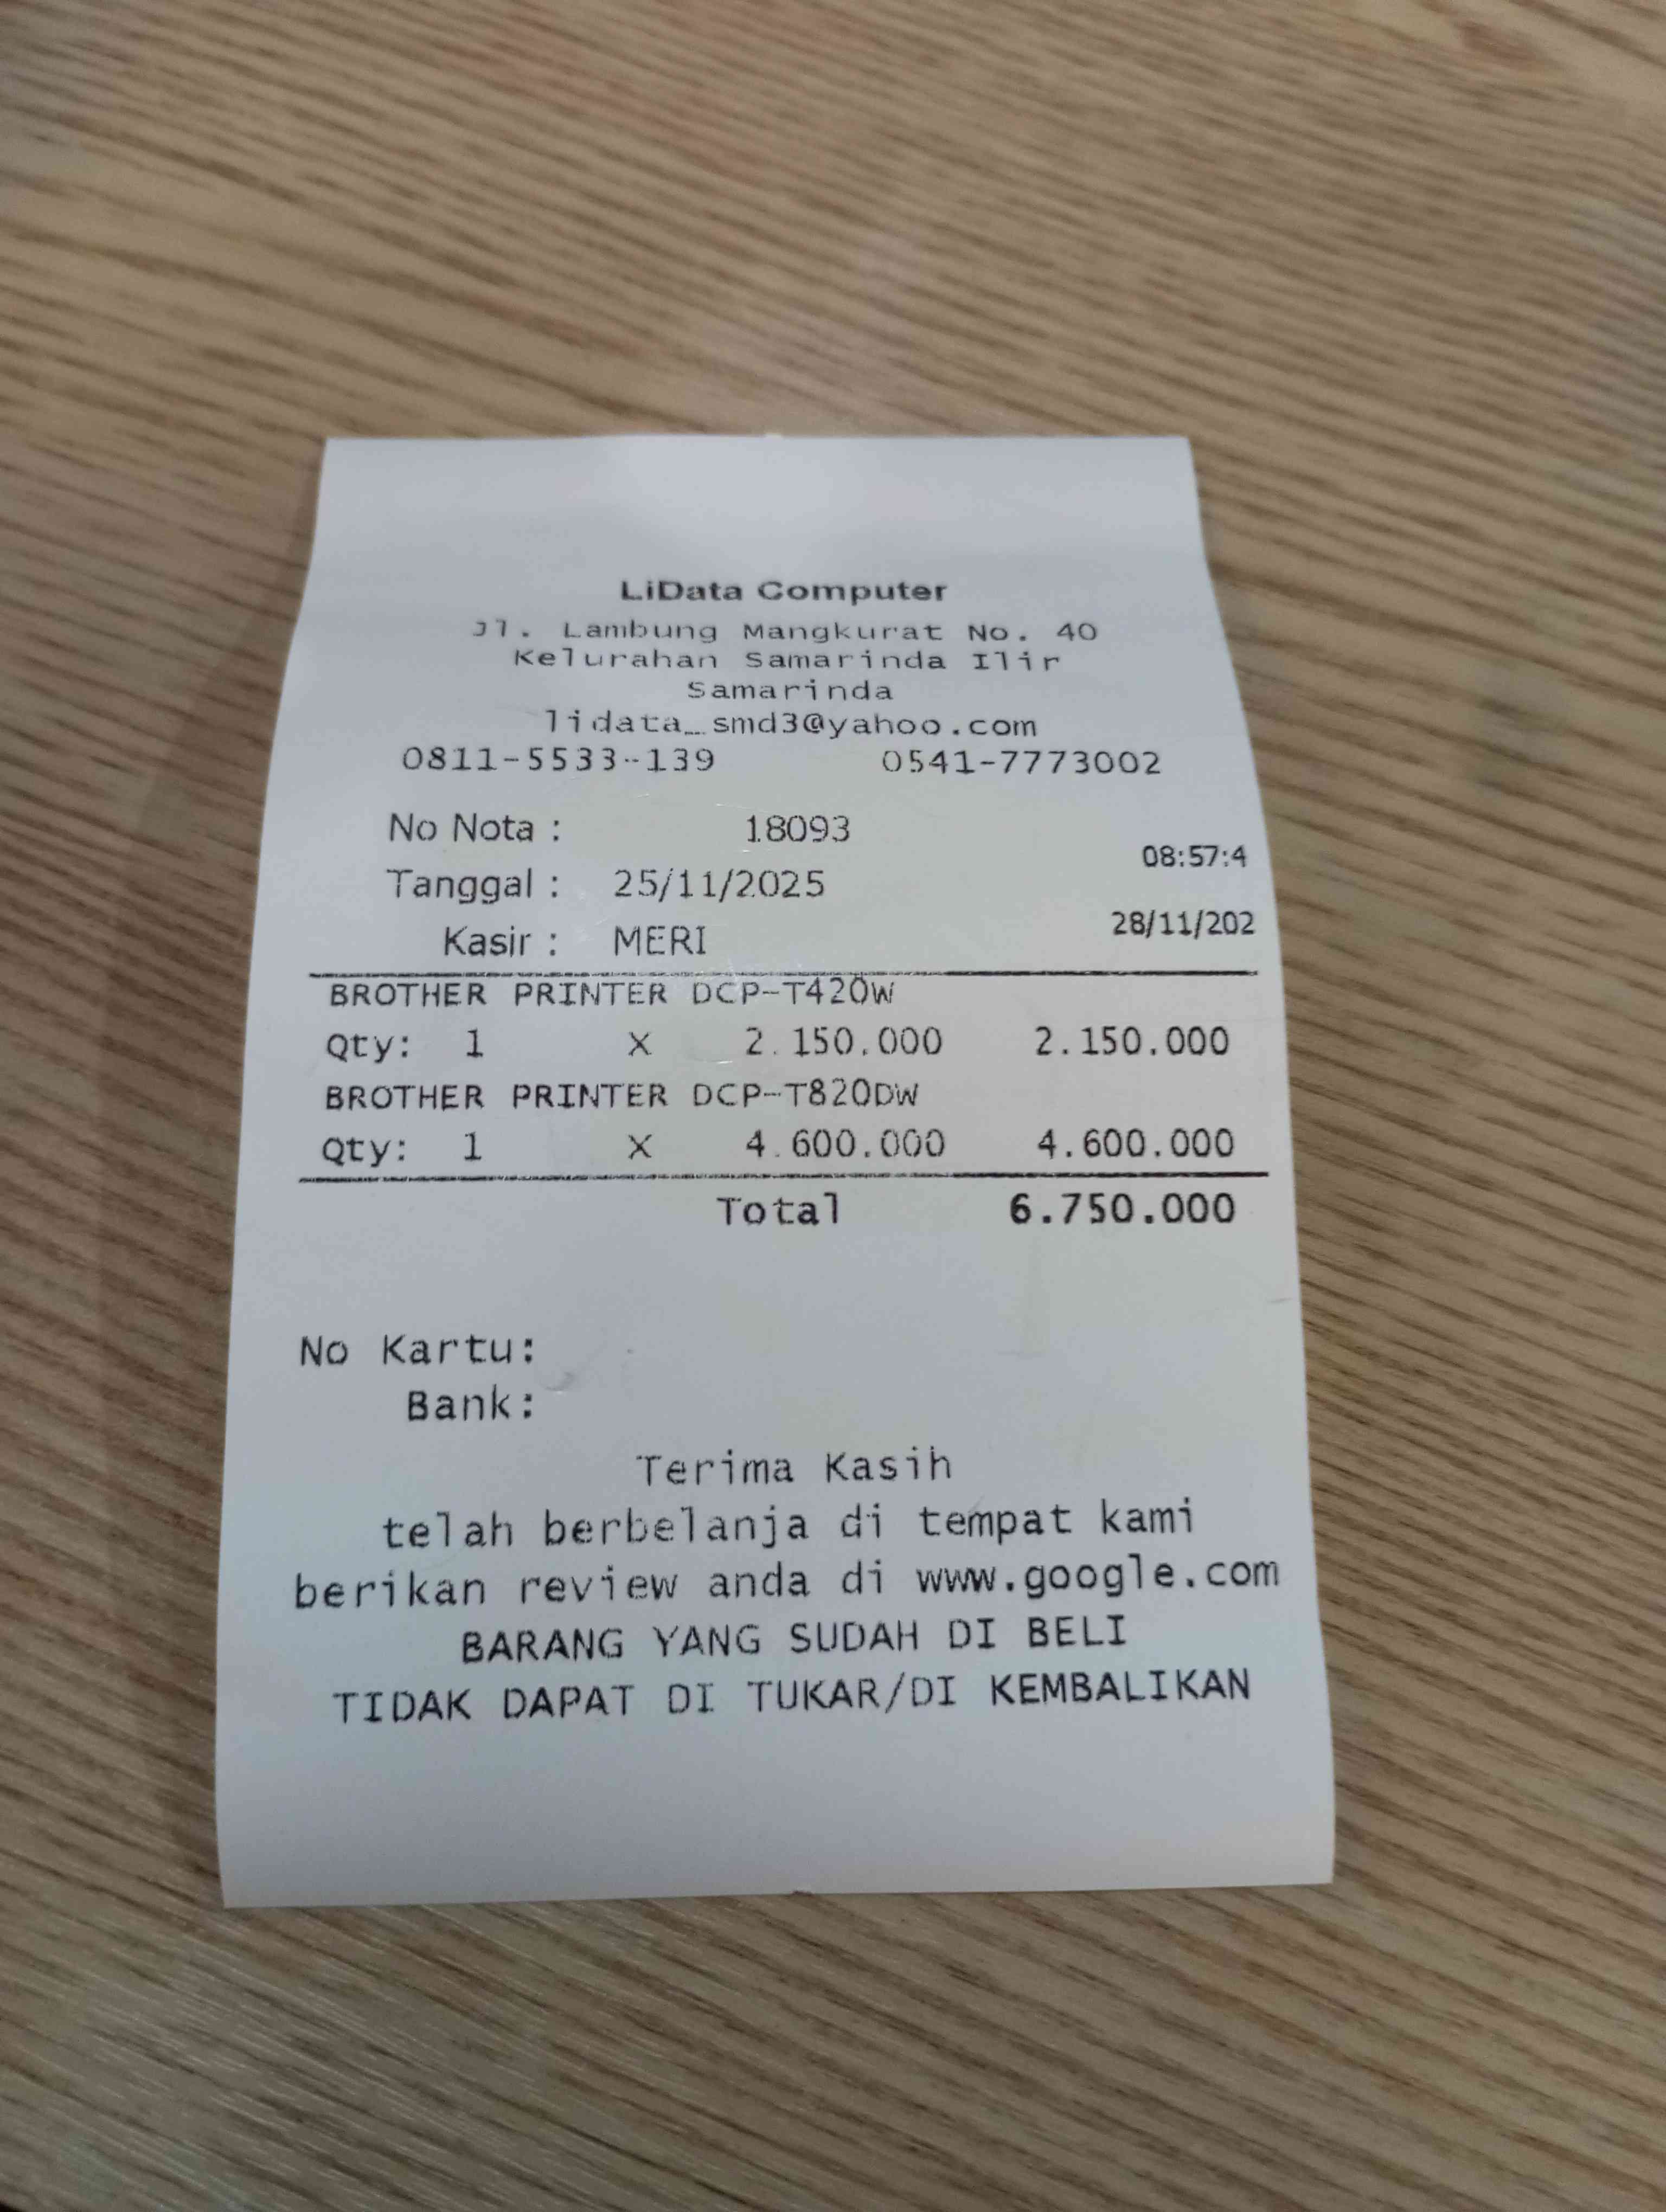 LiData Computer
Jl. Lambung Mangkurat No. 40
Kelurahan Samarinda Ilir
Samarinda
lidata_smd3@yahoo.com
0811-5533-139 0541-7773002
No Nota : 18093
08:57:4
Tanggal : 25/11/2025
28/11/202
Kasir : MERI
BROTHER PRINTER DCP-T420W
Qty: 1 X 2.150.000 2.150.000
BROTHER PRINTER DCP-T820DW
Qty: 1 X 4.600.000 4.600.000
Total 6.750.000
No Kartu:
Bank:
Terima Kasih
telah berbelanja di tempat kami
berikan review anda di www.google.com
BARANG YANG SUDAH DI BELI
TIDAK DAPAT DI TUKAR/DI KEMBALIKAN